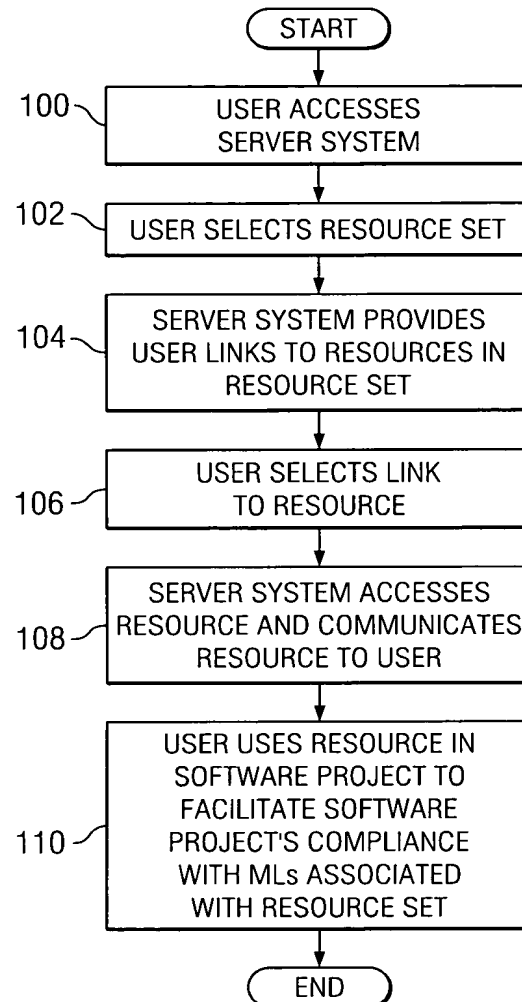 START
100
USER ACCESSES
SERVER SYSTEM
102
USER SELECTS RESOURCE SET
104
SERVER SYSTEM PROVIDES
USER LINKS TO RESOURCES IN
RESOURCE SET
106
USER SELECTS LINK
TO RESOURCE
108
SERVER SYSTEM ACCESSES
RESOURCE AND COMMUNICATES
RESOURCE TO USER
110
USER USES RESOURCE IN
SOFTWARE PROJECT TO
FACILITATE SOFTWARE
PROJECT'S COMPLIANCE
WITH MLs ASSOCIATED
WITH RESOURCE SET
END